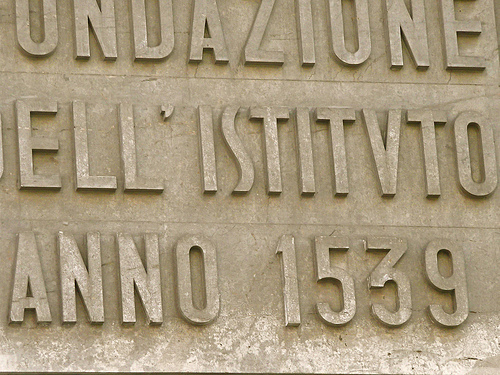 ONDAZIONE
DELL'ISTITVTO
ANNO 1539